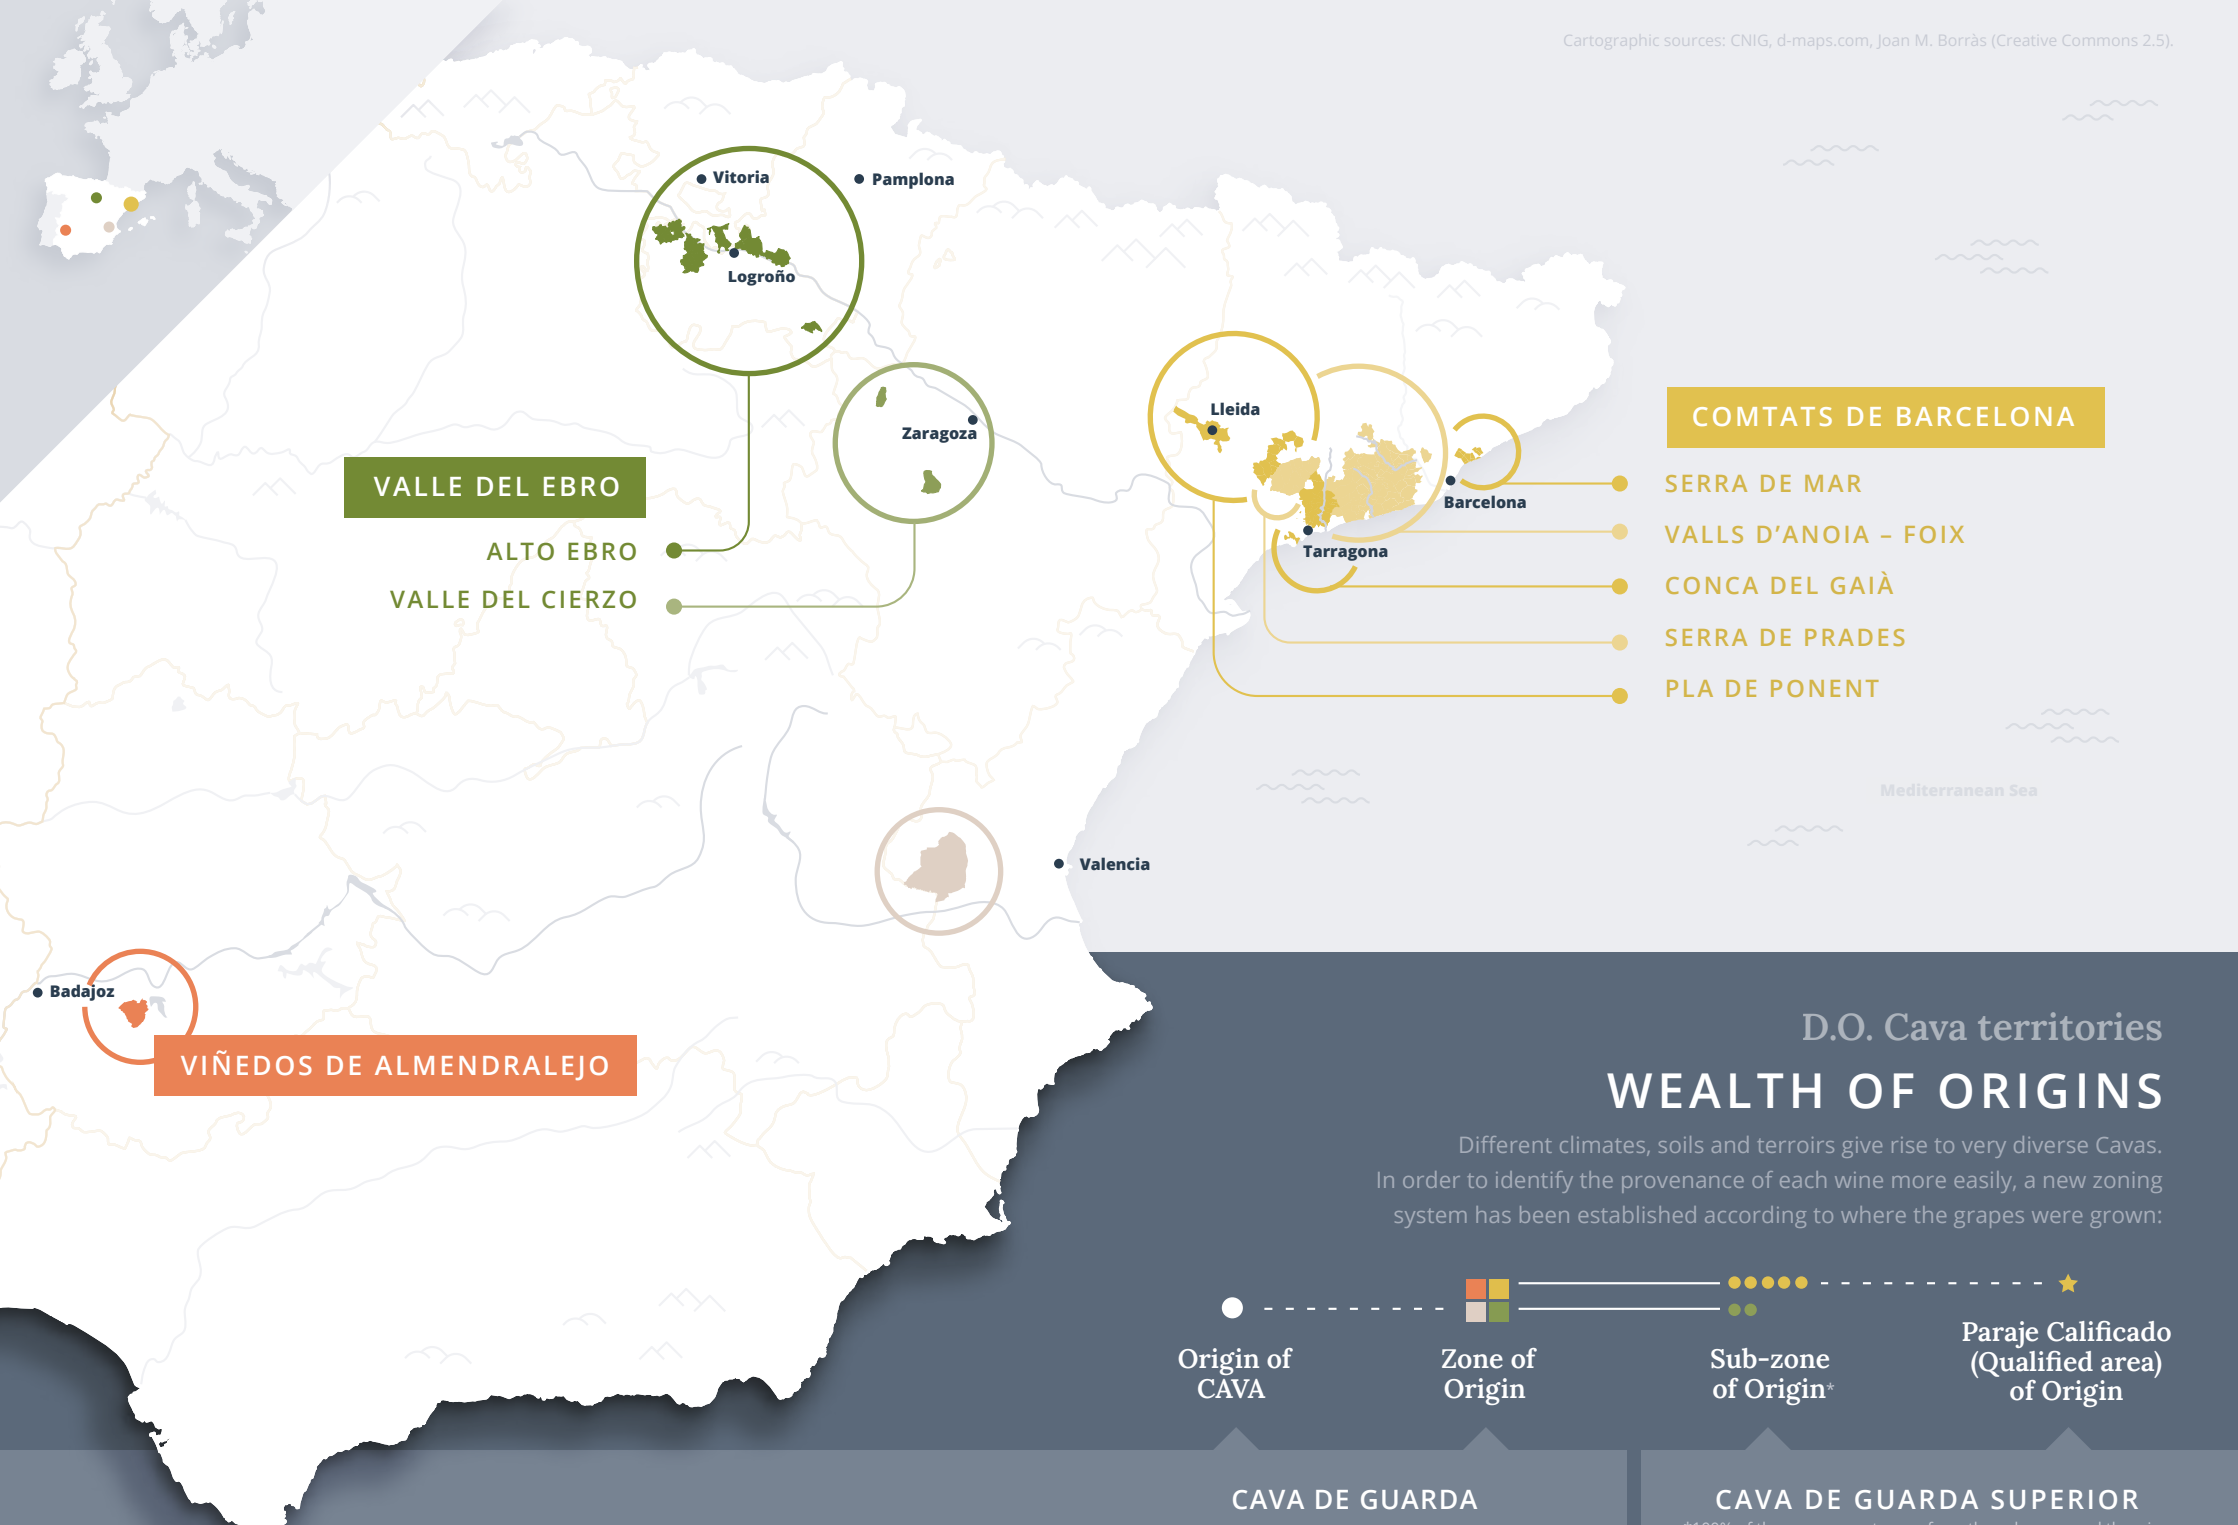 Cartographic sources: CNIG, d-maps.com, Joan M. Borràs (Creative Commons 2.5).
Vitoria
Pamplona
Logroño
Lleida
Zaragoza
Barcelona
Tarragona
COMTATS DE BARCELONA
SERRA DE MAR
VALLS D'ANOIA – FOIX
CONCA DEL GAIÀ
SERRA DE PRADES
PLA DE PONENT
VALLE DEL EBRO
ALTO EBRO
VALLE DEL CIERZO
Mediterranean Sea
Valencia
Badajoz
VIÑEDOS DE ALMENDRALEJO
D.O. Cava territories
WEALTH OF ORIGINS
Different climates, soils and terroirs give rise to very diverse Cavas.
In order to identify the provenance of each wine more easily, a new zoning
system has been established according to where the grapes were grown:
Origin of
CAVA
Zone of
Origin
Sub-zone
of Origin*
Paraje Calificado
(Qualified area)
of Origin
CAVA DE GUARDA
CAVA DE GUARDA SUPERIOR